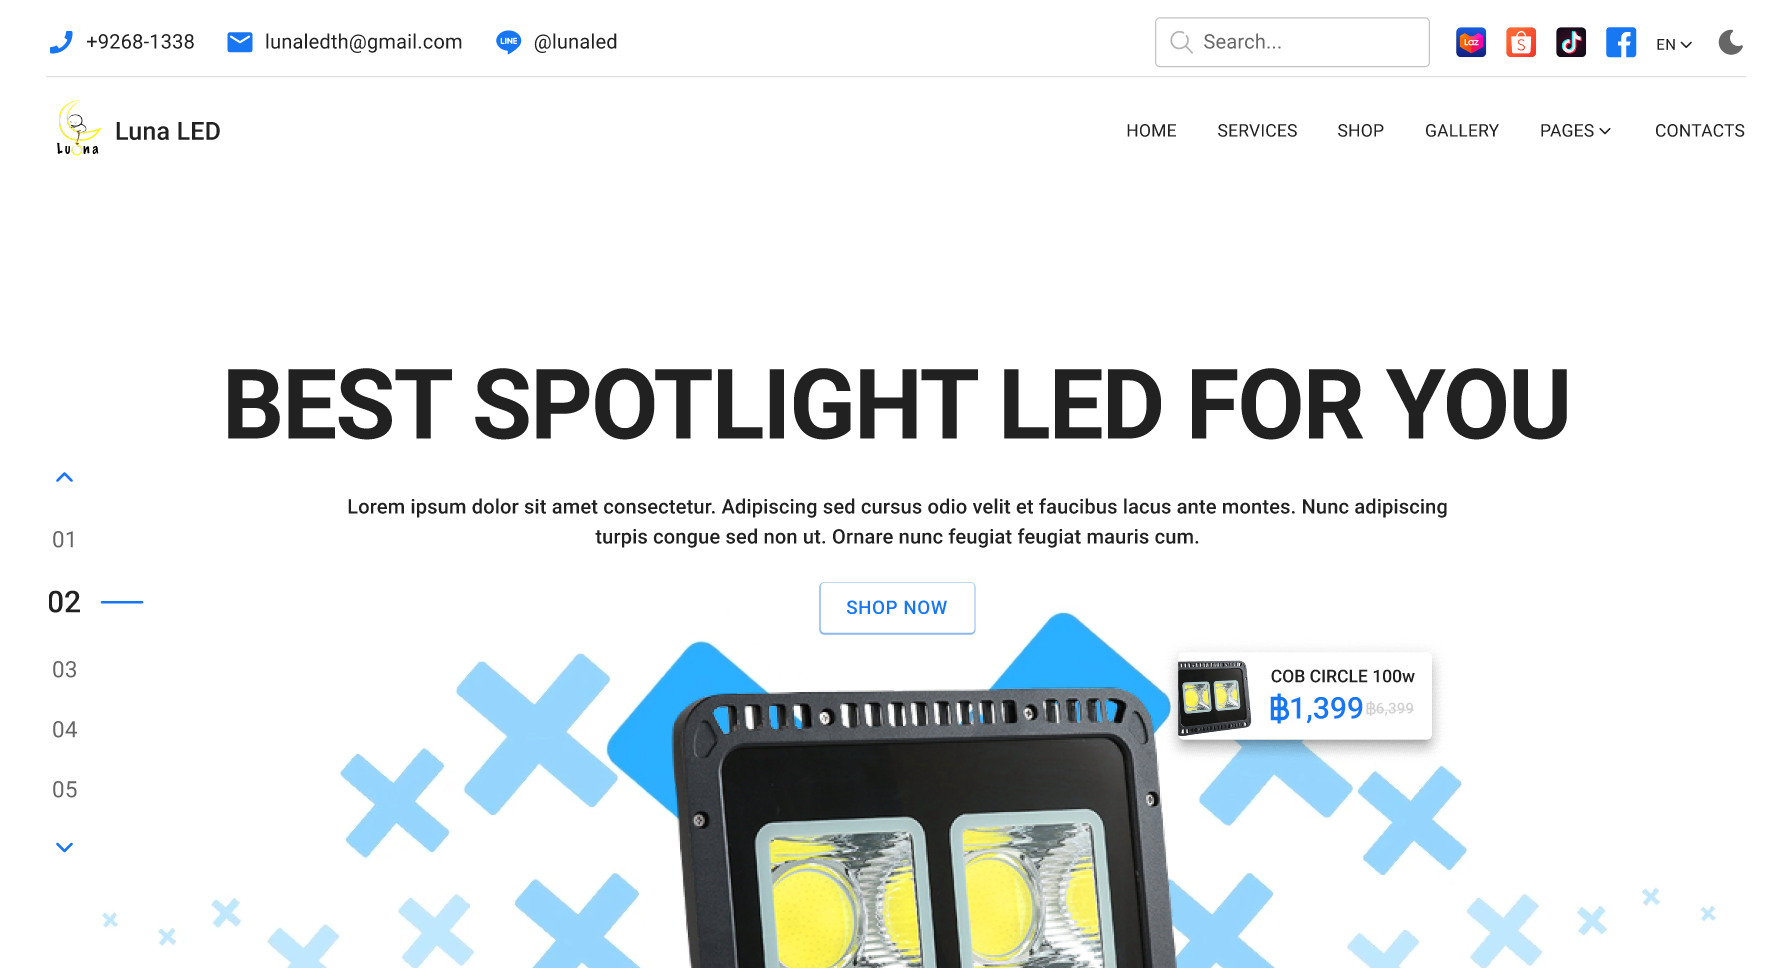 +9268-1338
lunaledth@gmail.com
LINE
@lunaled
Search...
Laz
S
EN
Luna
Luna LED
HOME
SERVICES
SHOP
GALLERY
PAGES
CONTACTS
BEST SPOTLIGHT LED FOR YOU
Lorem ipsum dolor sit amet consectetur. Adipiscing sed cursus odio velit et faucibus lacus ante montes. Nunc adipiscing
turpis congue sed non ut. Ornare nunc feugiat feugiat mauris cum.
SHOP NOW
01
02
03
04
05
COB CIRCLE 100w
฿1,399 ฿6,399